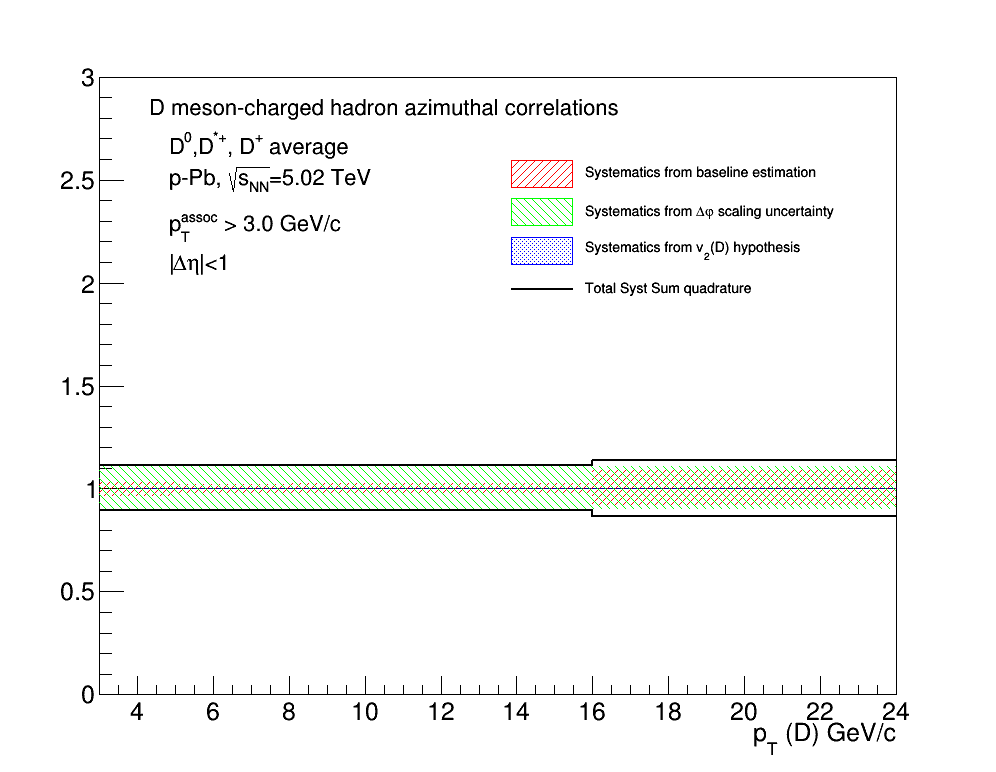 D meson-charged hadron azimuthal correlations
D⁰,D*⁺, D⁺ average
p-Pb, √sNN=5.02 TeV
pTassoc > 3.0 GeV/c
|Δη|<1
Systematics from baseline estimation
Systematics from Δφ scaling uncertainty
Systematics from v₂(D) hypothesis
Total Syst Sum quadrature
3
2.5
2
1.5
1
0.5
0
4 6 8 10 12 14 16 18 20 22 24
pT (D) GeV/c